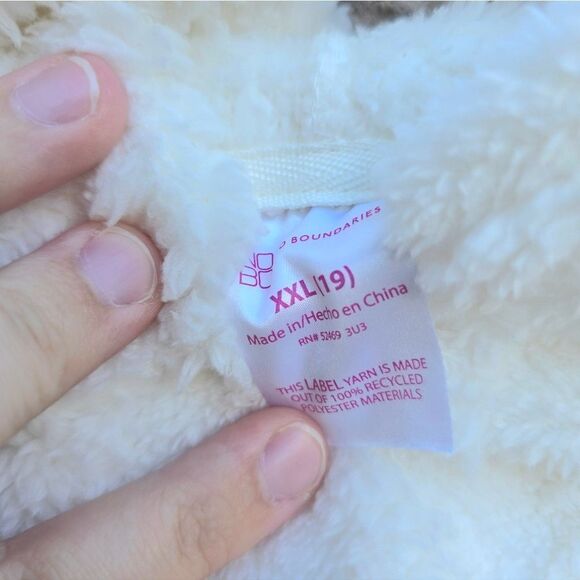 O BOUNDARIES
XXL(19)
Made in/Hecho en China
RN# 52469 3U3
THIS LABEL YARN IS MADE
OUT OF 100% RECYCLED
POLYESTER MATERIALS